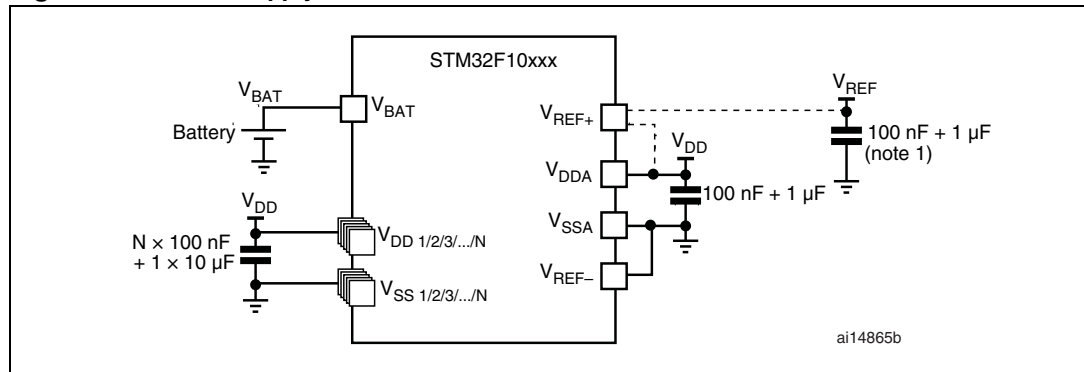 STM32F10xxx
VBAT
VBAT
Battery
VDD
N × 100 nF
+ 1 × 10 µF
VDD 1/2/3/.../N
VSS 1/2/3/.../N
VREF+
VDDA
VSSA
VREF–
VDD
100 nF + 1 µF
VREF
100 nF + 1 µF
(note 1)
ai14865b